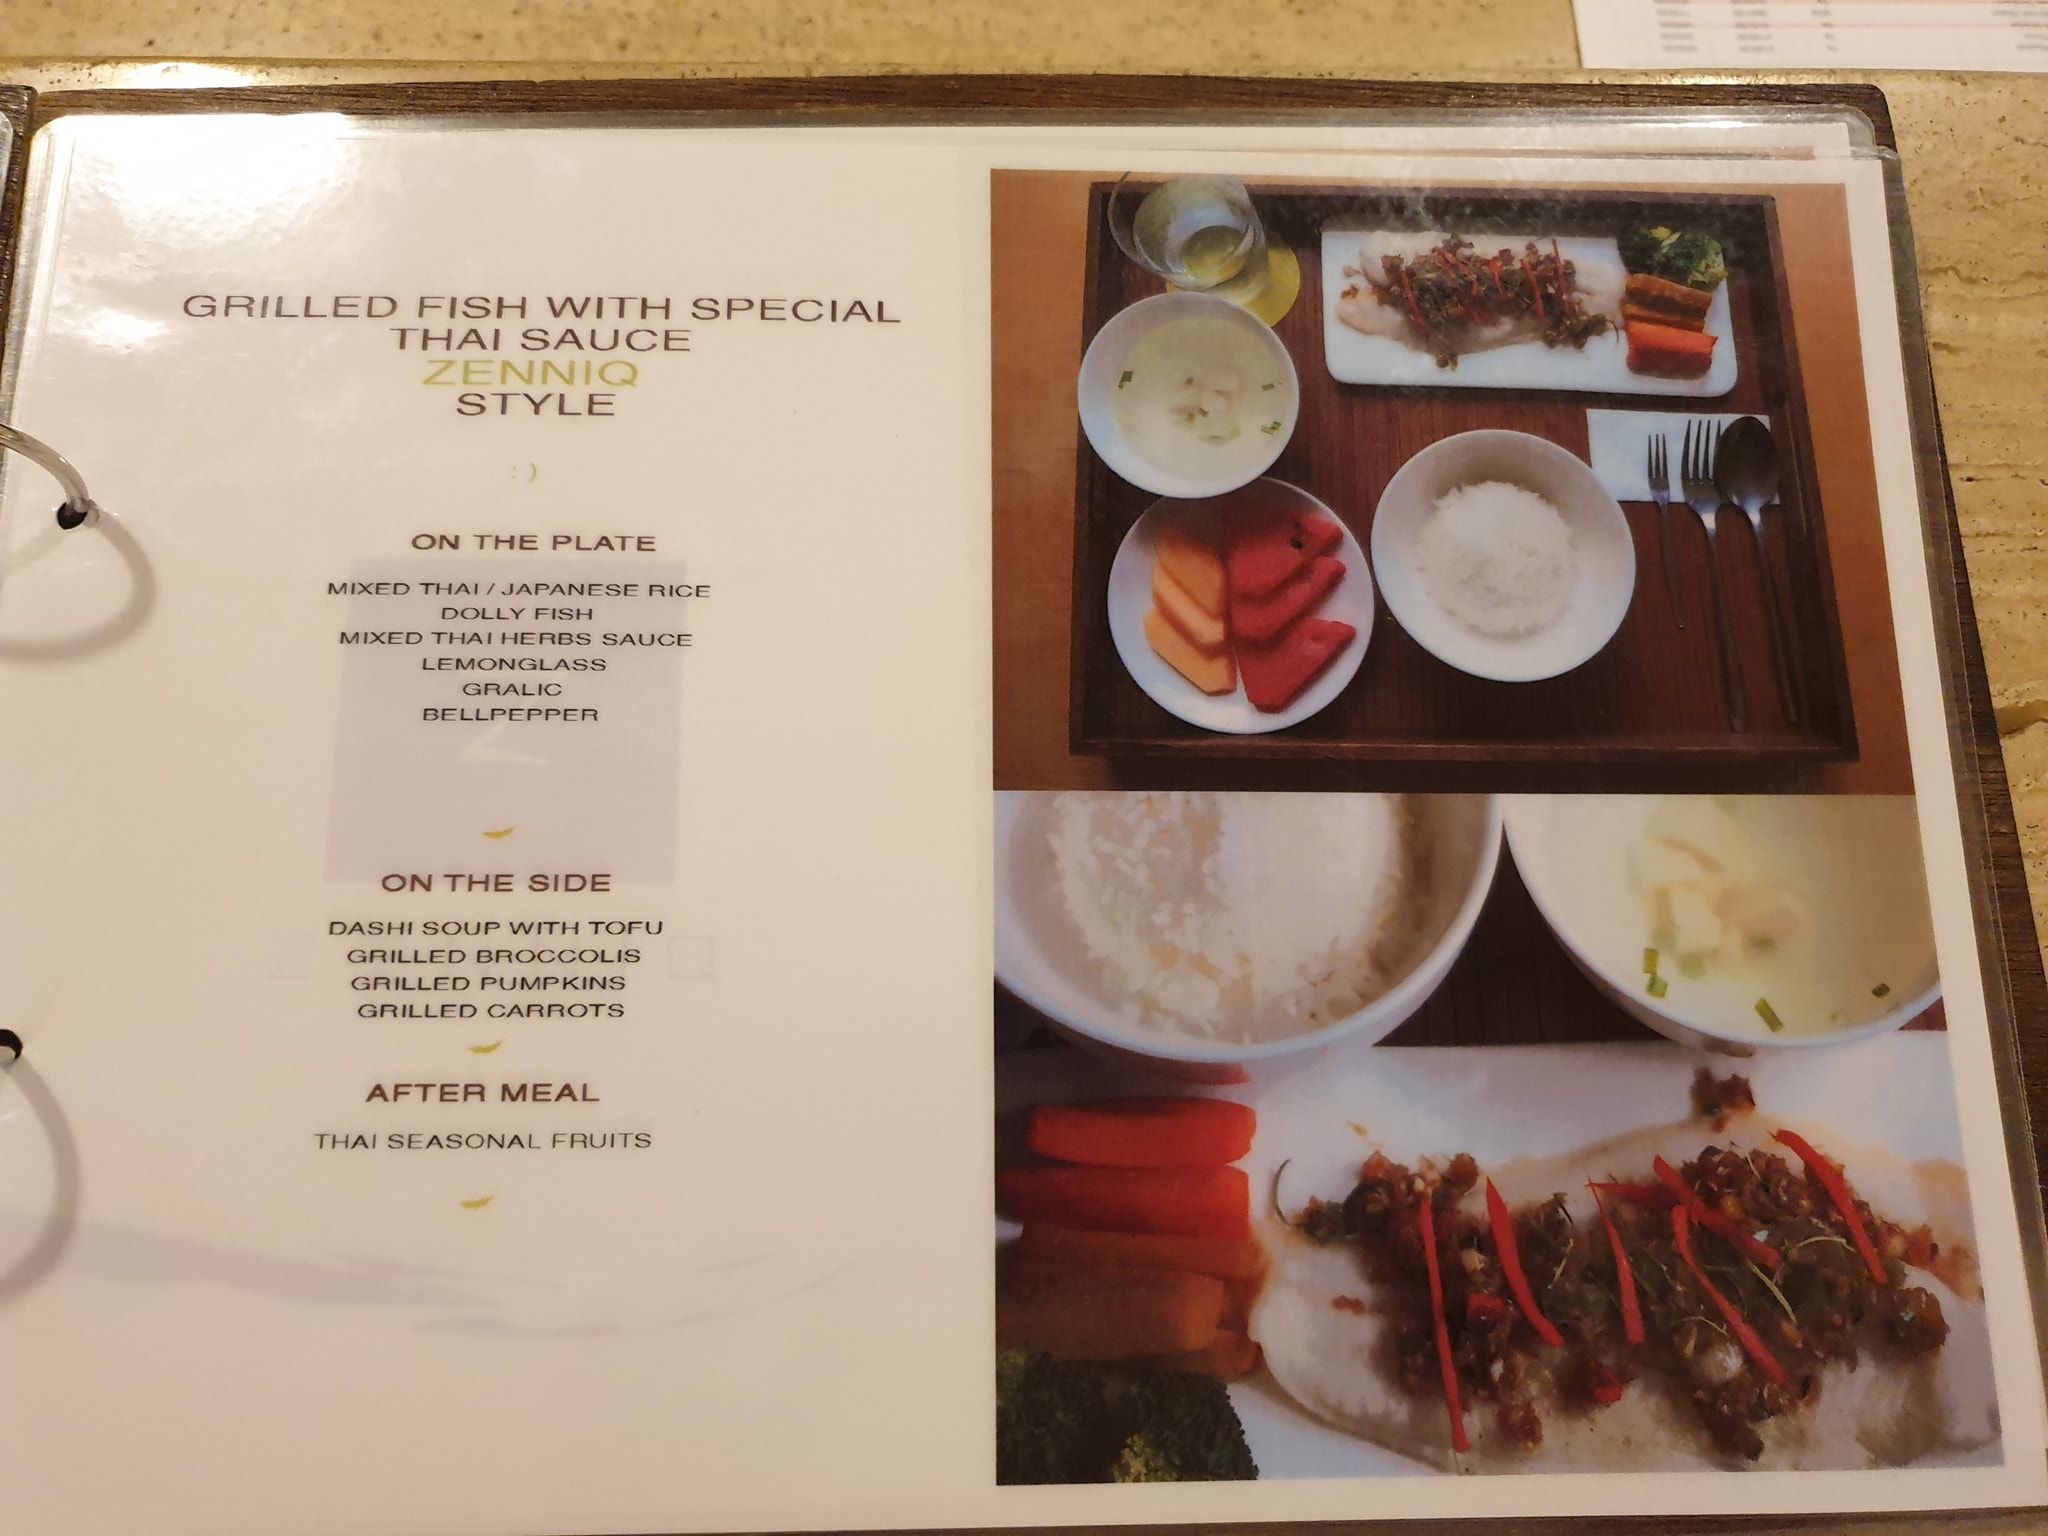 GRILLED FISH WITH SPECIAL
THAI SAUCE
ZENNIQ
STYLE
:)
ON THE PLATE
MIXED THAI / JAPANESE RICE
DOLLY FISH
MIXED THAI HERBS SAUCE
LEMONGLASS
GRALIC
BELLPEPPER
ON THE SIDE
DASHI SOUP WITH TOFU
GRILLED BROCCOLIS
GRILLED PUMPKINS
GRILLED CARROTS
AFTER MEAL
THAI SEASONAL FRUITS